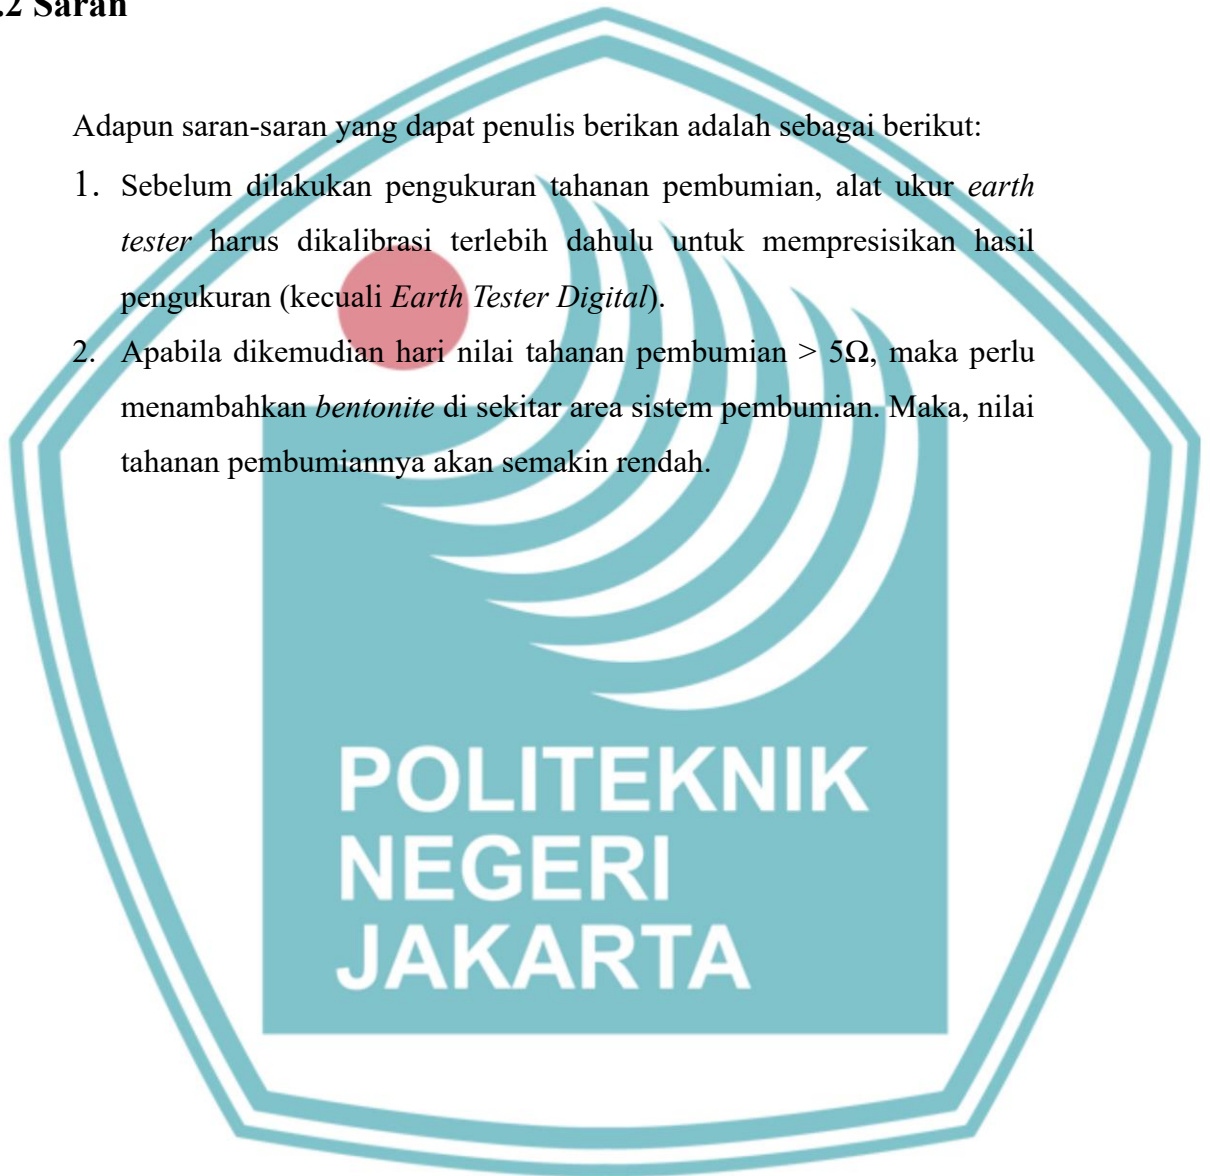 .2 Saran
Adapun saran-saran yang dapat penulis berikan adalah sebagai berikut:
1. Sebelum dilakukan pengukuran tahanan pembumian, alat ukur earth
tester harus dikalibrasi terlebih dahulu untuk mempresisikan hasil
pengukuran (kecuali Earth Tester Digital).
2. Apabila dikemudian hari nilai tahanan pembumian > 5Ω, maka perlu
menambahkan bentonite di sekitar area sistem pembumian. Maka, nilai
tahanan pembumiannya akan semakin rendah.
POLITEKNIK
NEGERI
JAKARTA